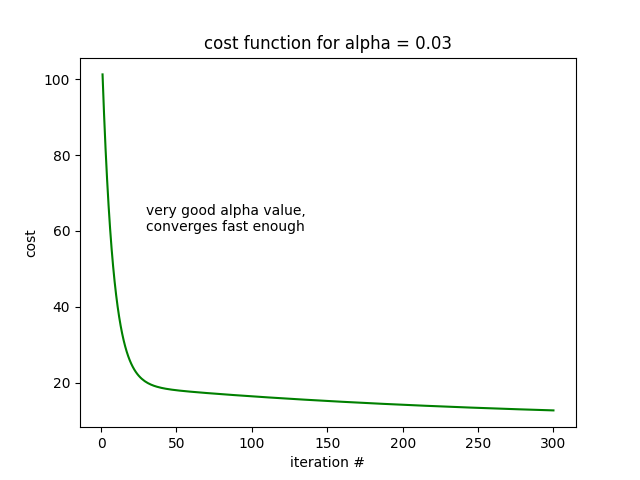 cost function for alpha = 0.03
100
80
60
40
20
cost
very good alpha value,
converges fast enough
0
50
100
150
200
250
300
iteration #